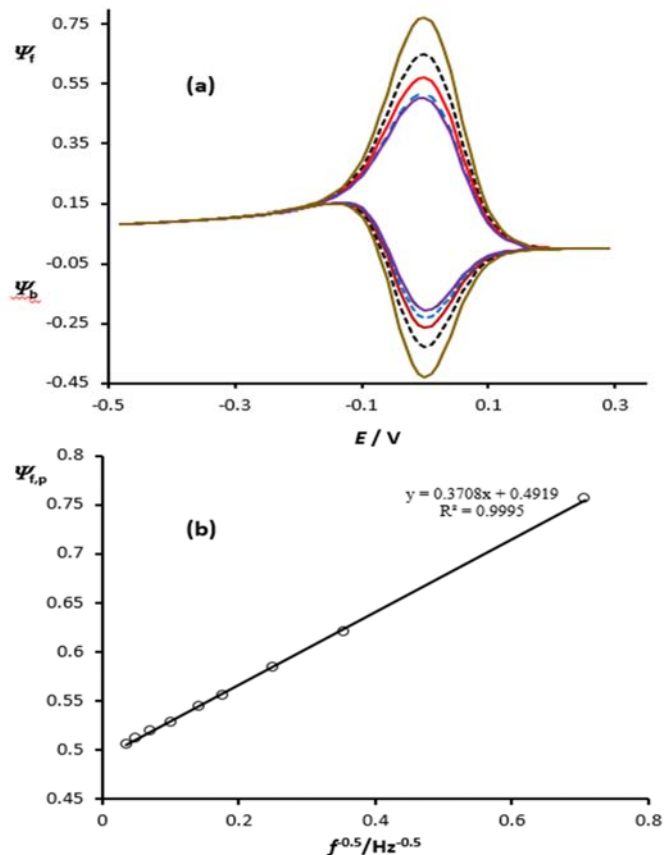 0.75
Ψf
0.55
(a)
0.35
0.15
-0.05
Ψb
-0.25
-0.45
-0.5 -0.3 -0.1 0.1 0.3
E / V
0.8
Ψf,p
0.75
y = 0.3708x + 0.4919
R² = 0.9995
0.7
(b)
0.65
0.6
0.55
0.5
0.45
0 0.2 0.4 0.6 0.8
f-0.5/Hz-0.5